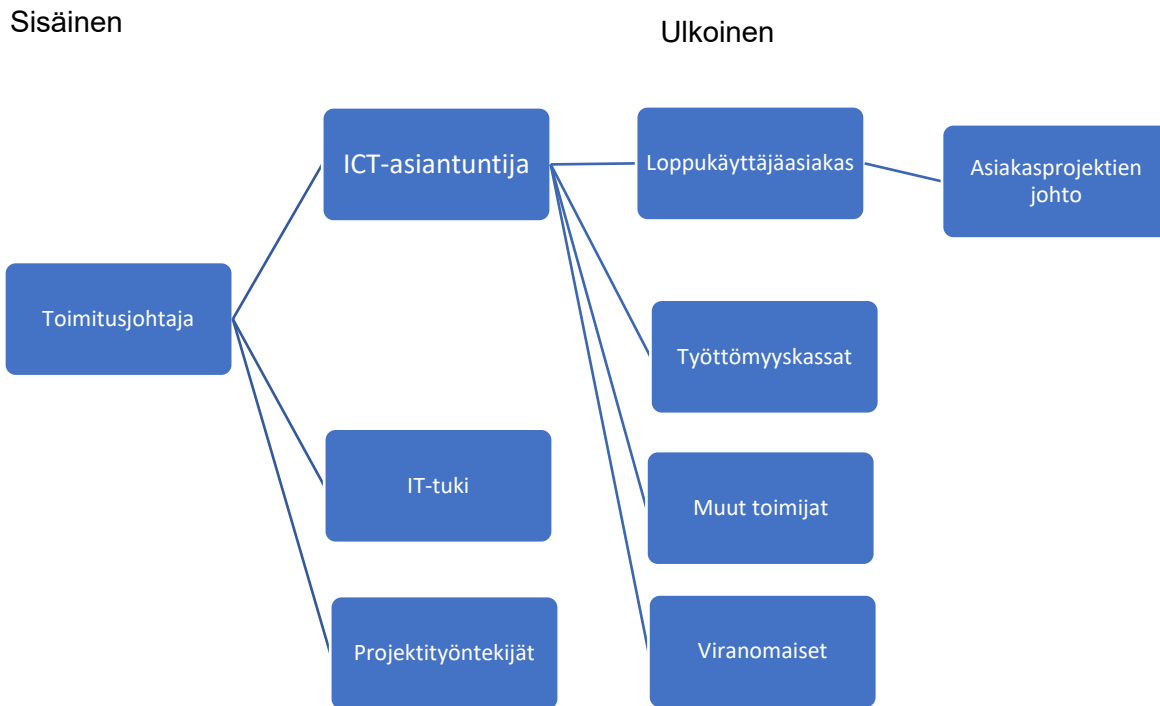 Sisäinen
Ulkoinen
ICT-asiantuntija
Loppukäyttäjäasiakas
Asiakasprojektien
johto
Toimitusjohtaja
Työttömyyskassat
IT-tuki
Muut toimijat
Projektityöntekijät
Viranomaiset